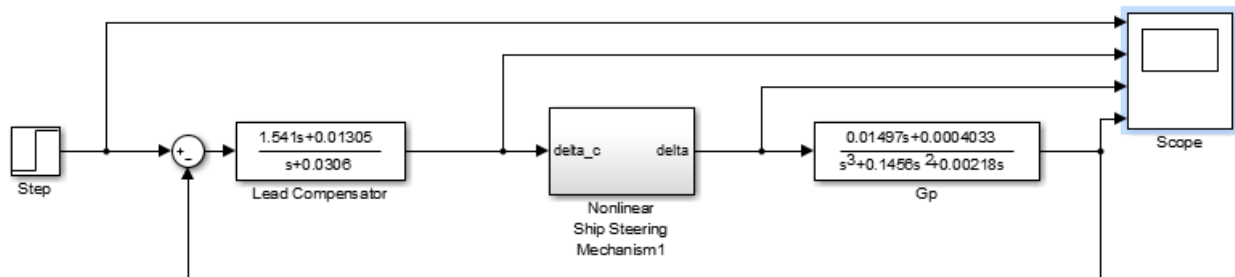 Step
+
−
1.541s+0.01305
s+0.0306
Lead Compensator
delta_c
delta
Nonlinear
Ship Steering
Mechanism1
0.01497s+0.0004033
s³+0.1456s²+0.00218s
Gp
Scope